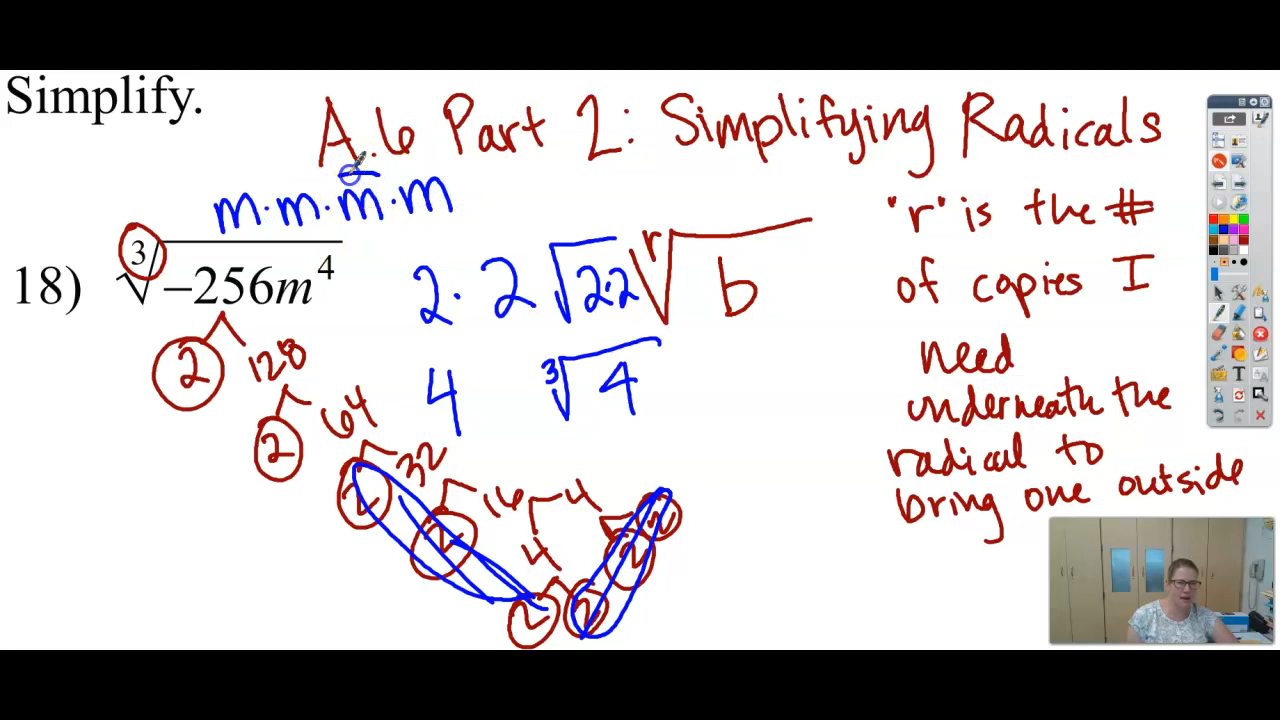 Simplify.
A.6 Part 2: Simplifying Radicals
m·m·m·m
18) ∛−256m⁴
2· 2 √2·2
ʳ√b
4 ∛4
2 128
2 64
2 32
2 16 4
4 2 2
2 2
"r" is the #
of copies I
need
underneath the
radical to
bring one outside